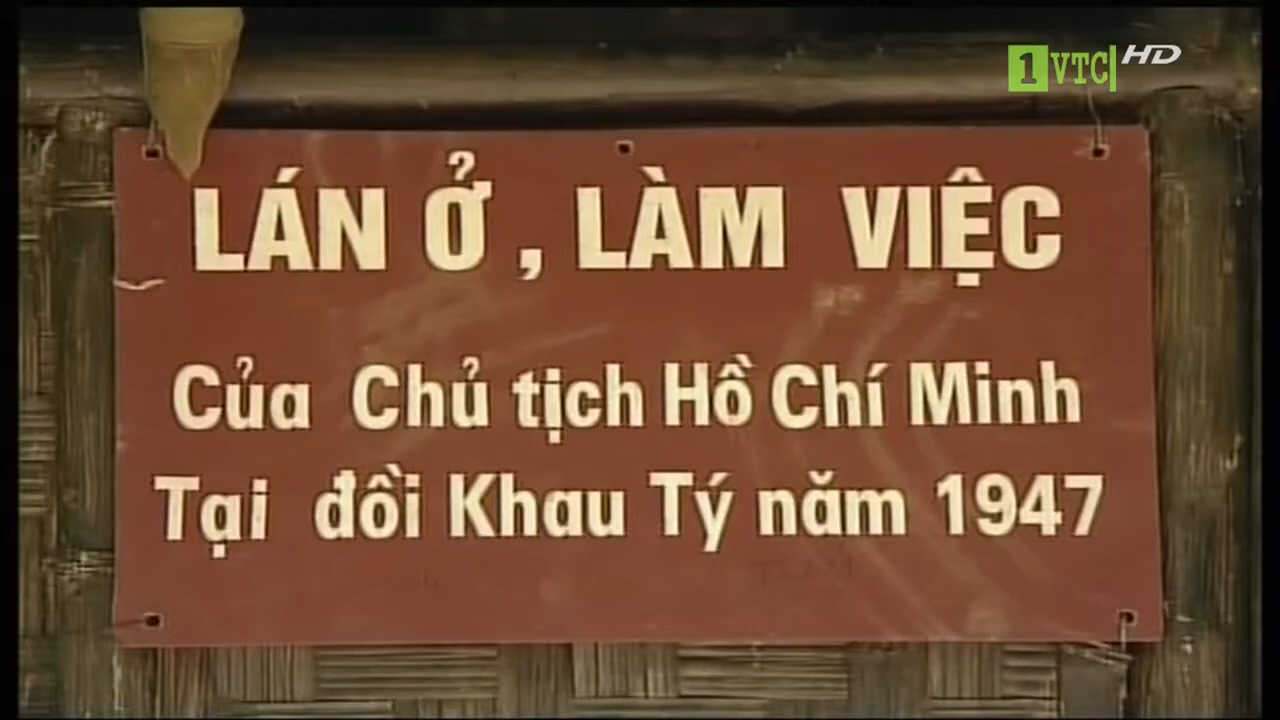 1VTC HD
LÁN Ở, LÀM VIỆC
Của Chủ tịch Hồ Chí Minh
Tại đồi Khau Tý năm 1947